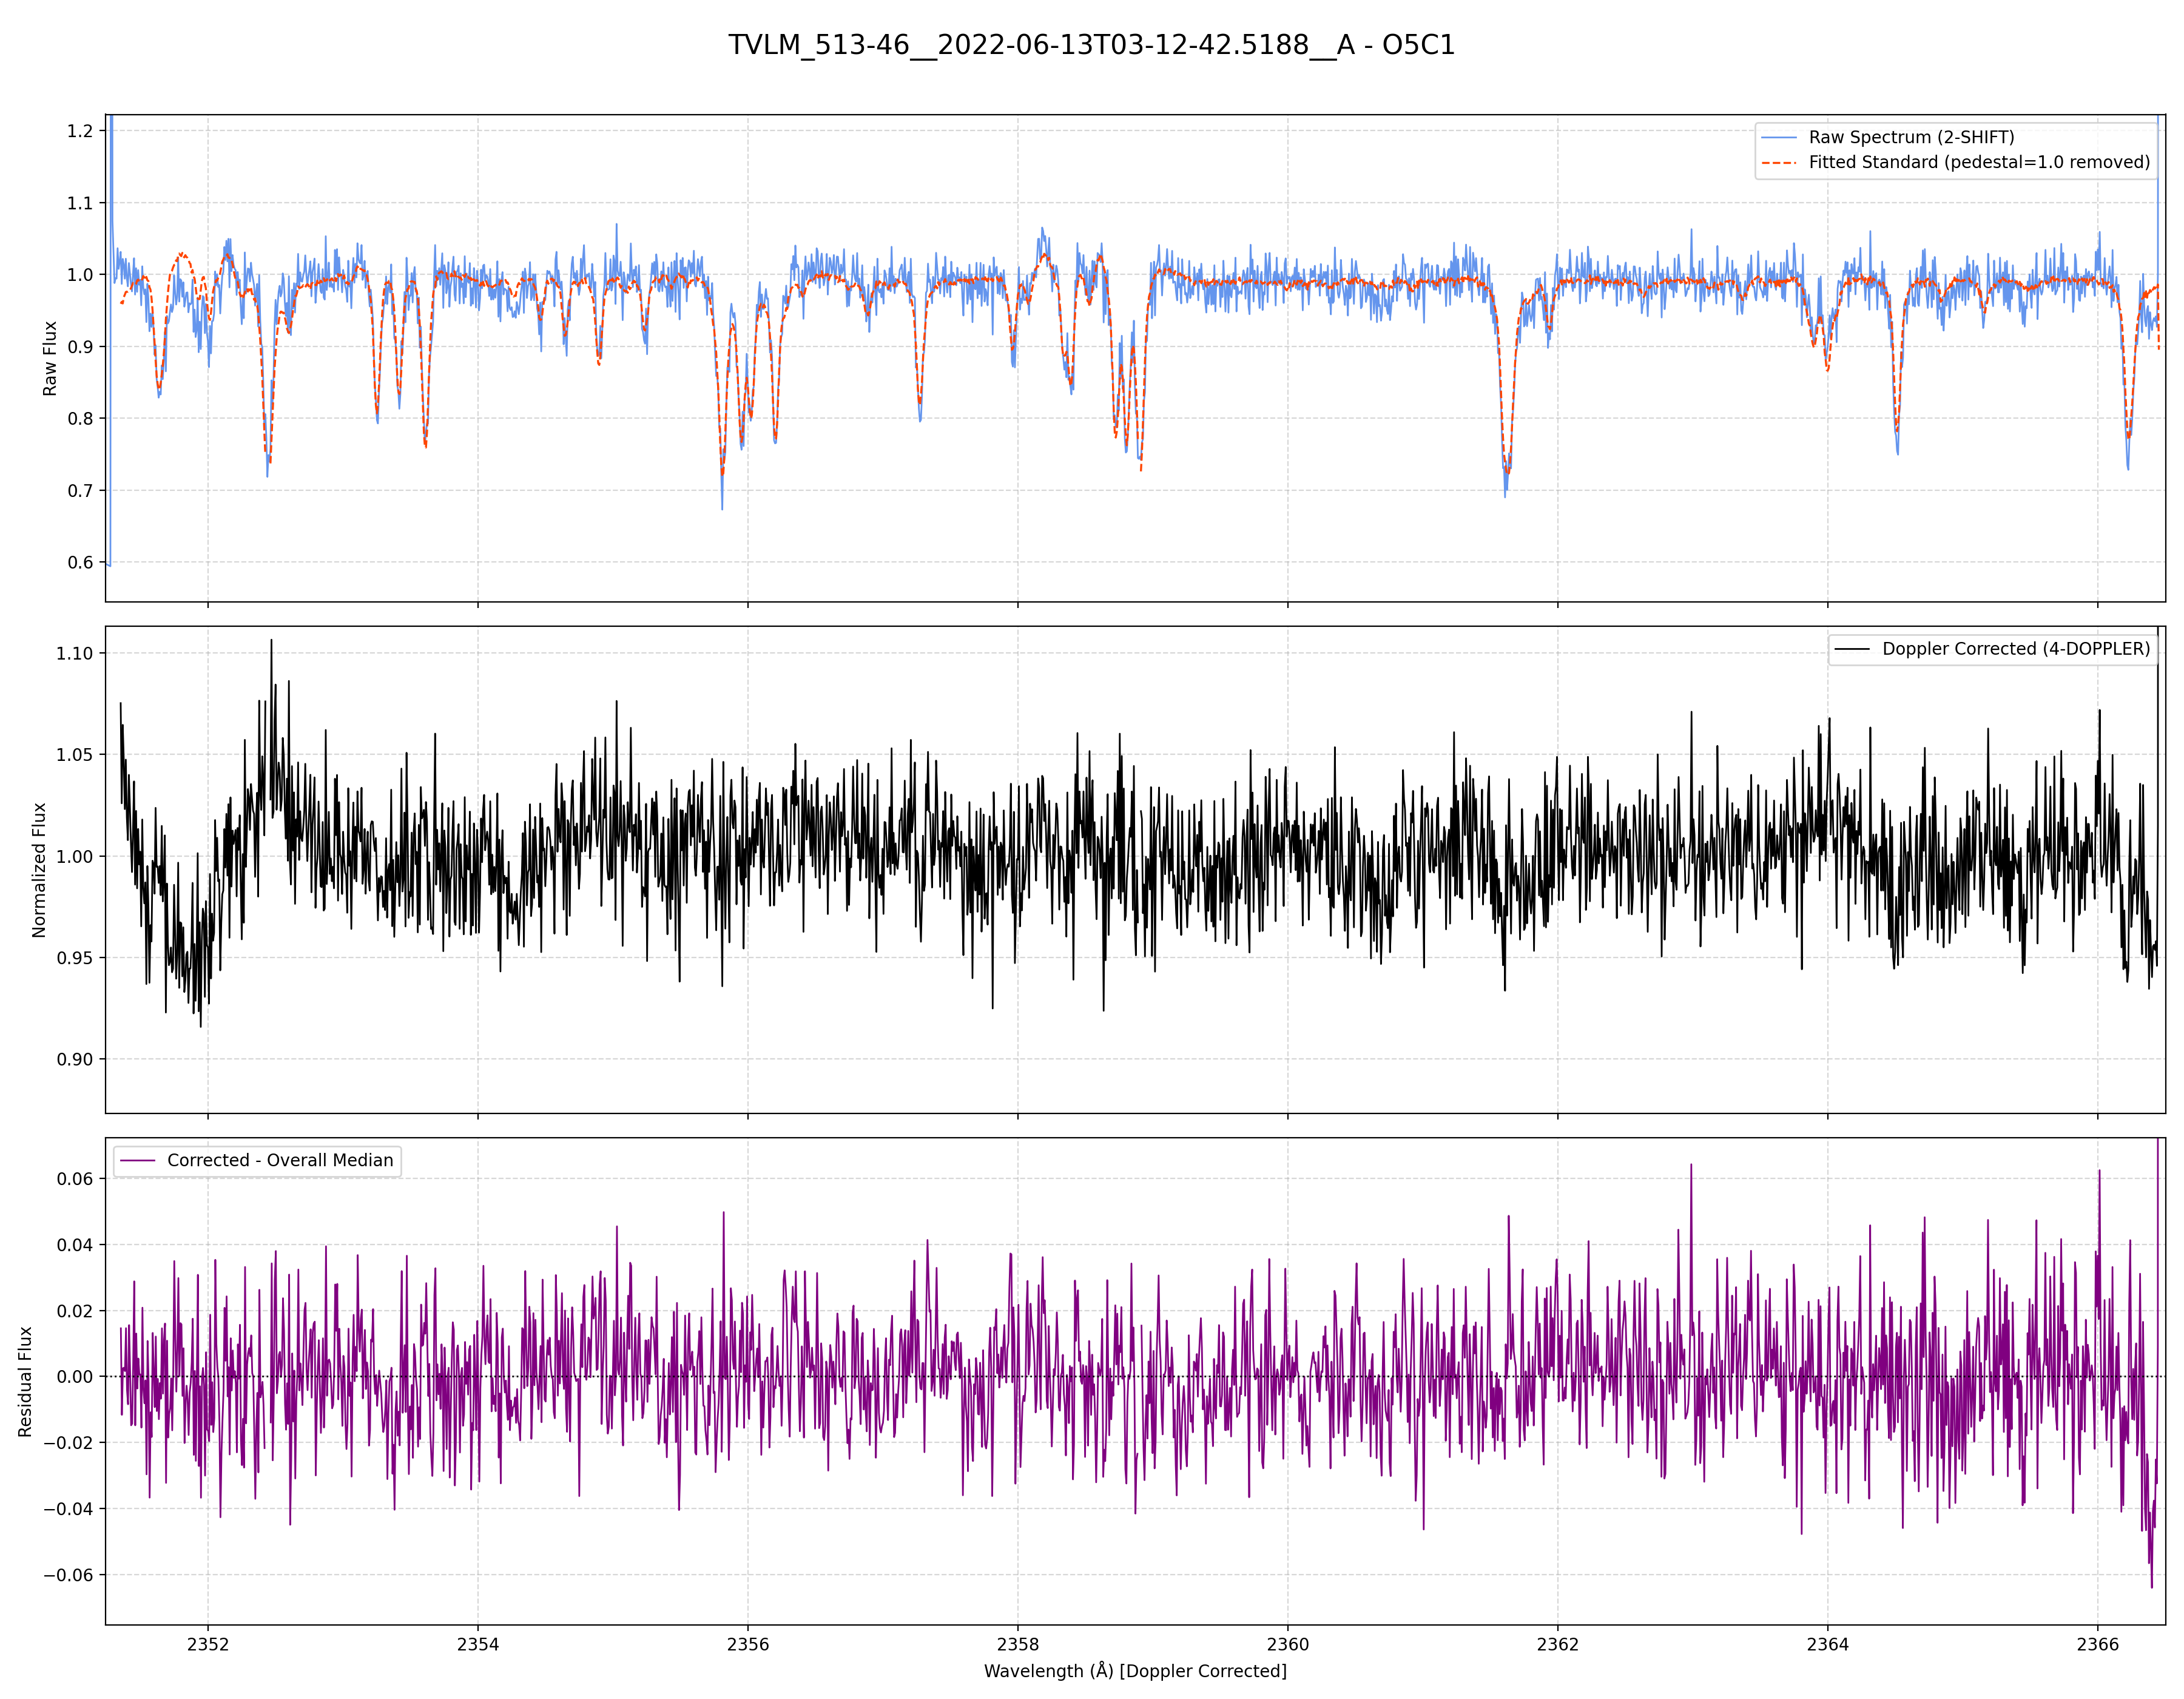 TVLM_513-46__2022-06-13T03-12-42.5188__A - O5C1
Raw Flux
1.2
1.1
1.0
0.9
0.8
0.7
0.6
Raw Spectrum (2-SHIFT)
Fitted Standard (pedestal=1.0 removed)
Normalized Flux
1.10
1.05
1.00
0.95
0.90
Doppler Corrected (4-DOPPLER)
Residual Flux
0.06
0.04
0.02
0.00
−0.02
−0.04
−0.06
Corrected - Overall Median
2352 2354 2356 2358 2360 2362 2364 2366
Wavelength (Å) [Doppler Corrected]